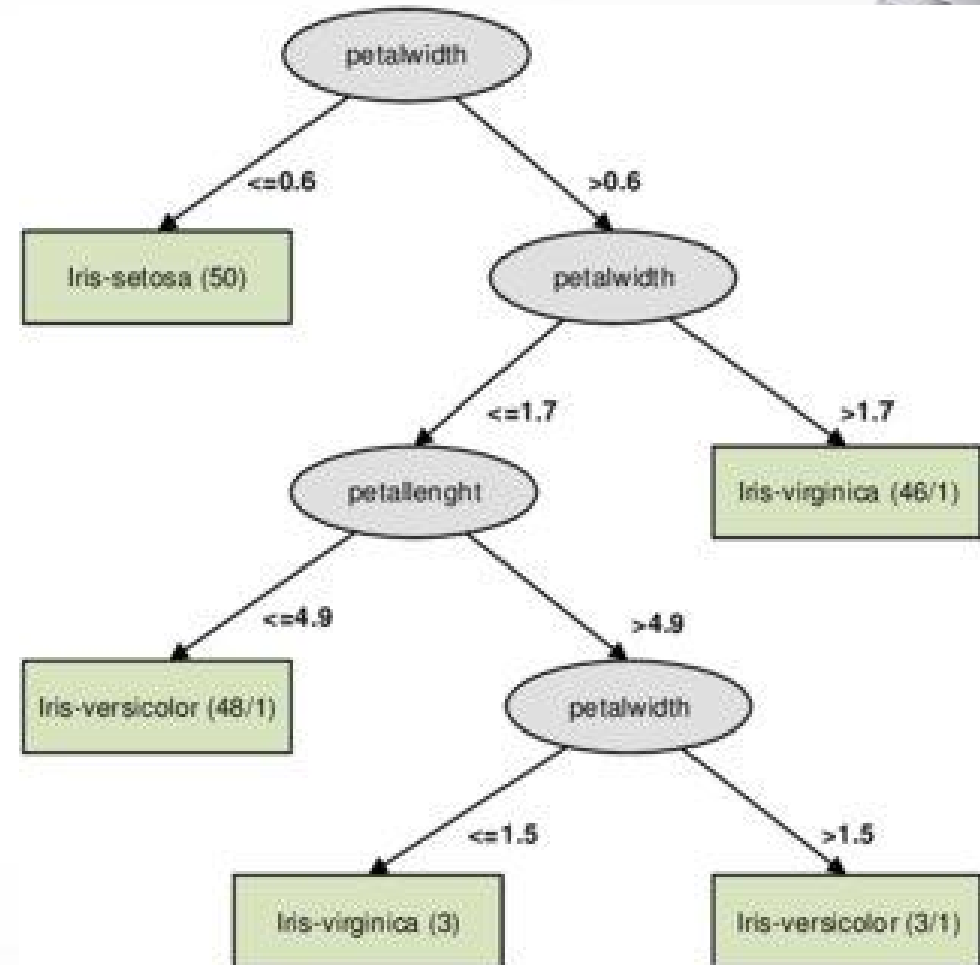 petalwidth
<=0.6
>0.6
Iris-setosa (50)
petalwidth
<=1.7
>1.7
petallenght
Iris-virginica (46/1)
<=4.9
>4.9
Iris-versicolor (48/1)
petalwidth
<=1.5
>1.5
Iris-virginica (3)
Iris-versicolor (3/1)